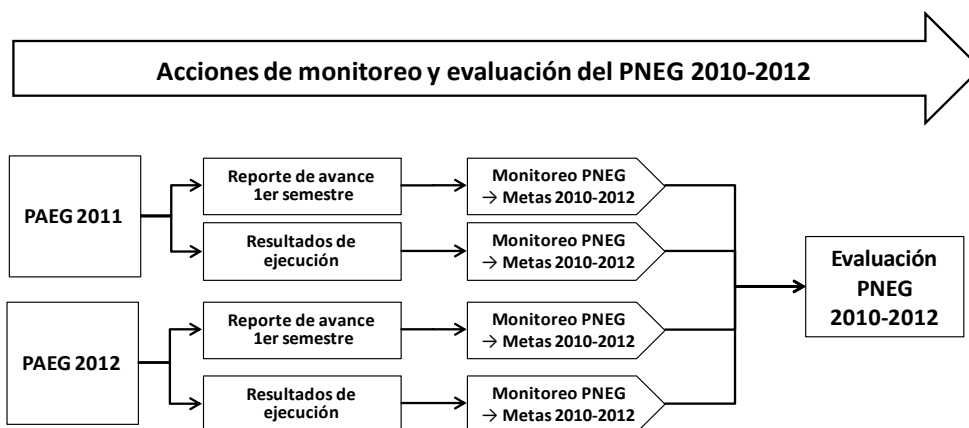 Acciones de monitoreo y evaluación del PNEG 2010-2012
PAEG 2011
Reporte de avance
1er semestre
Monitoreo PNEG
→ Metas 2010-2012
Resultados de
ejecución
Monitoreo PNEG
→ Metas 2010-2012
PAEG 2012
Reporte de avance
1er semestre
Monitoreo PNEG
→ Metas 2010-2012
Resultados de
ejecución
Monitoreo PNEG
→ Metas 2010-2012
Evaluación
PNEG
2010-2012